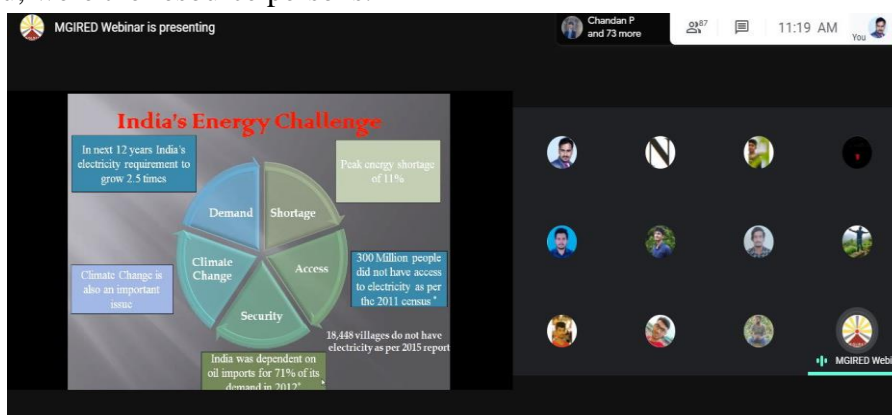 u, were the resource persons.
MGIRED Webinar is presenting
Chandan P
and 73 more
87
11:19 AM
You
India's Energy Challenge
In next 12 years India's
electricity requirement to
grow 2.5 times
Peak energy shortage
of 11%
Demand
Shortage
Climate
Change
Access
Security
Climate Change is
also an important
issue
300 Million people
did not have access
to electricity as per
the 2011 census *
18,448 villages do not have
electricity as per 2015 report
India was dependent on
oil imports for 71% of its
demand in 2012*
N
MGIRED Webi